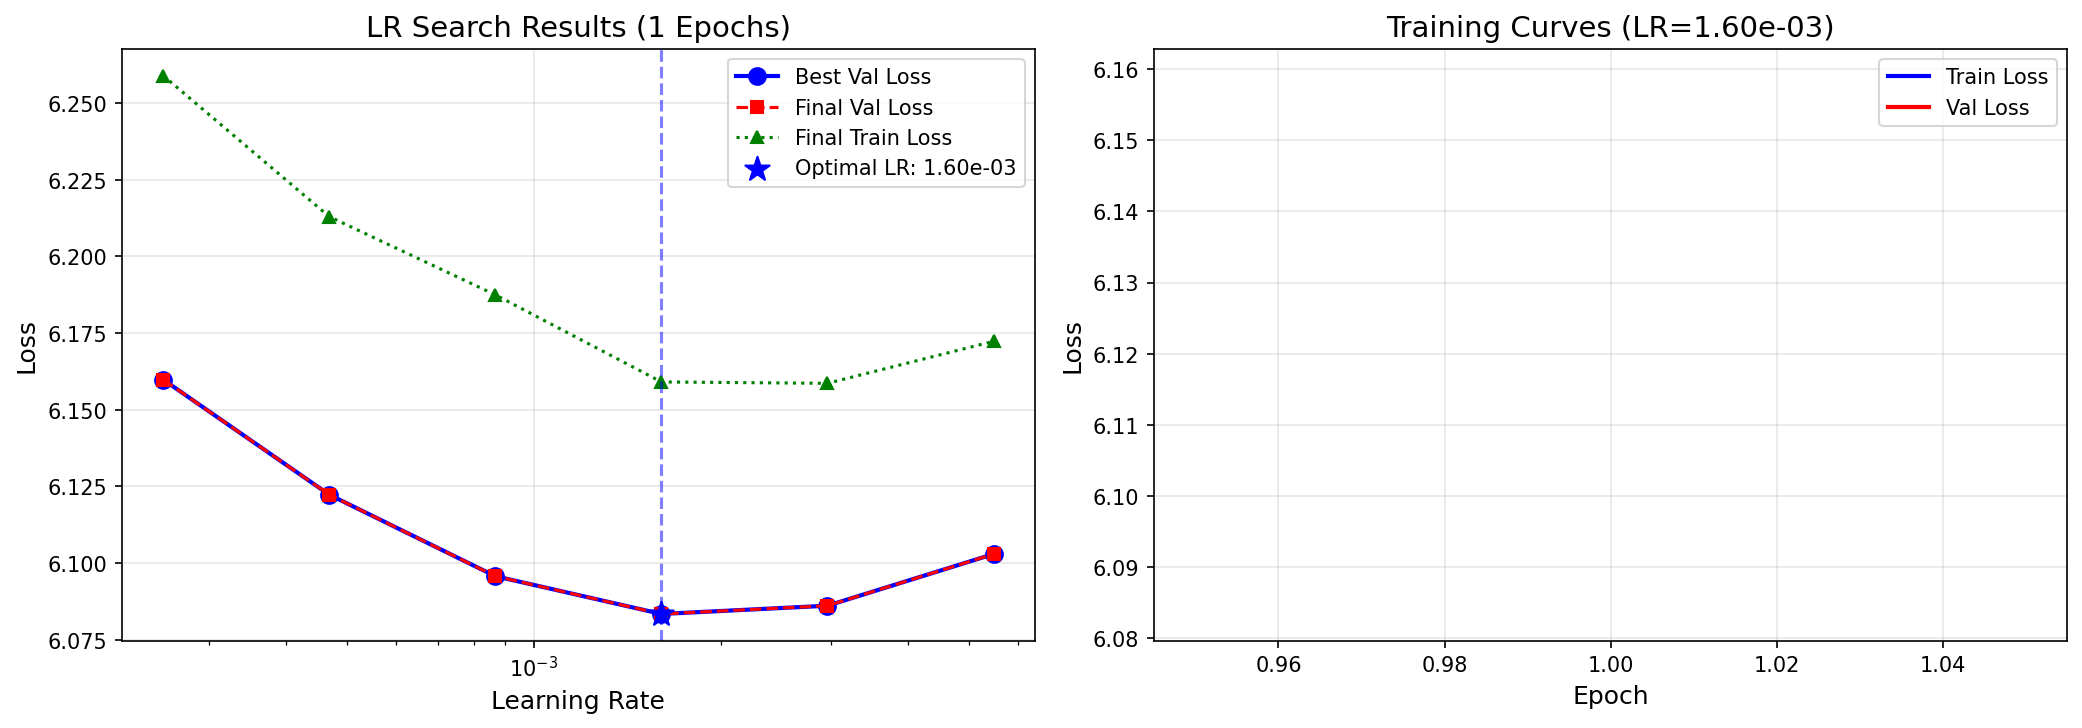 LR Search Results (1 Epochs)
Loss
6.250
6.225
6.200
6.175
6.150
6.125
6.100
6.075
10⁻³
Learning Rate
Best Val Loss
Final Val Loss
Final Train Loss
Optimal LR: 1.60e-03
Training Curves (LR=1.60e-03)
Loss
6.16
6.15
6.14
6.13
6.12
6.11
6.10
6.09
6.08
0.96 0.98 1.00 1.02 1.04
Epoch
Train Loss
Val Loss